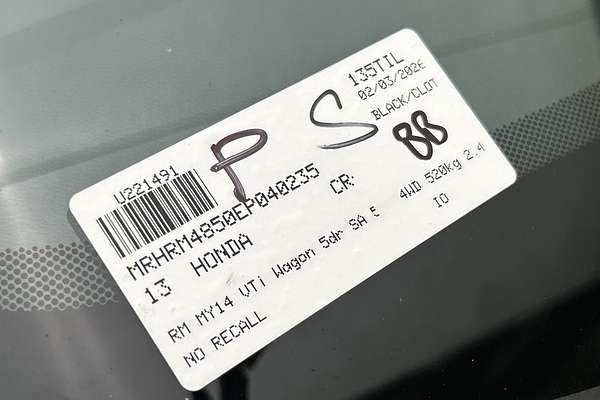 135TIL
02/03/202
BLACK/CLOT
P S BB
U221491
MRHRM4850EP040235
13 HONDA CR-
RM MY14 VTi Wagon 5dr SA 5 4WD 520kg 2.4
NO RECALL IO